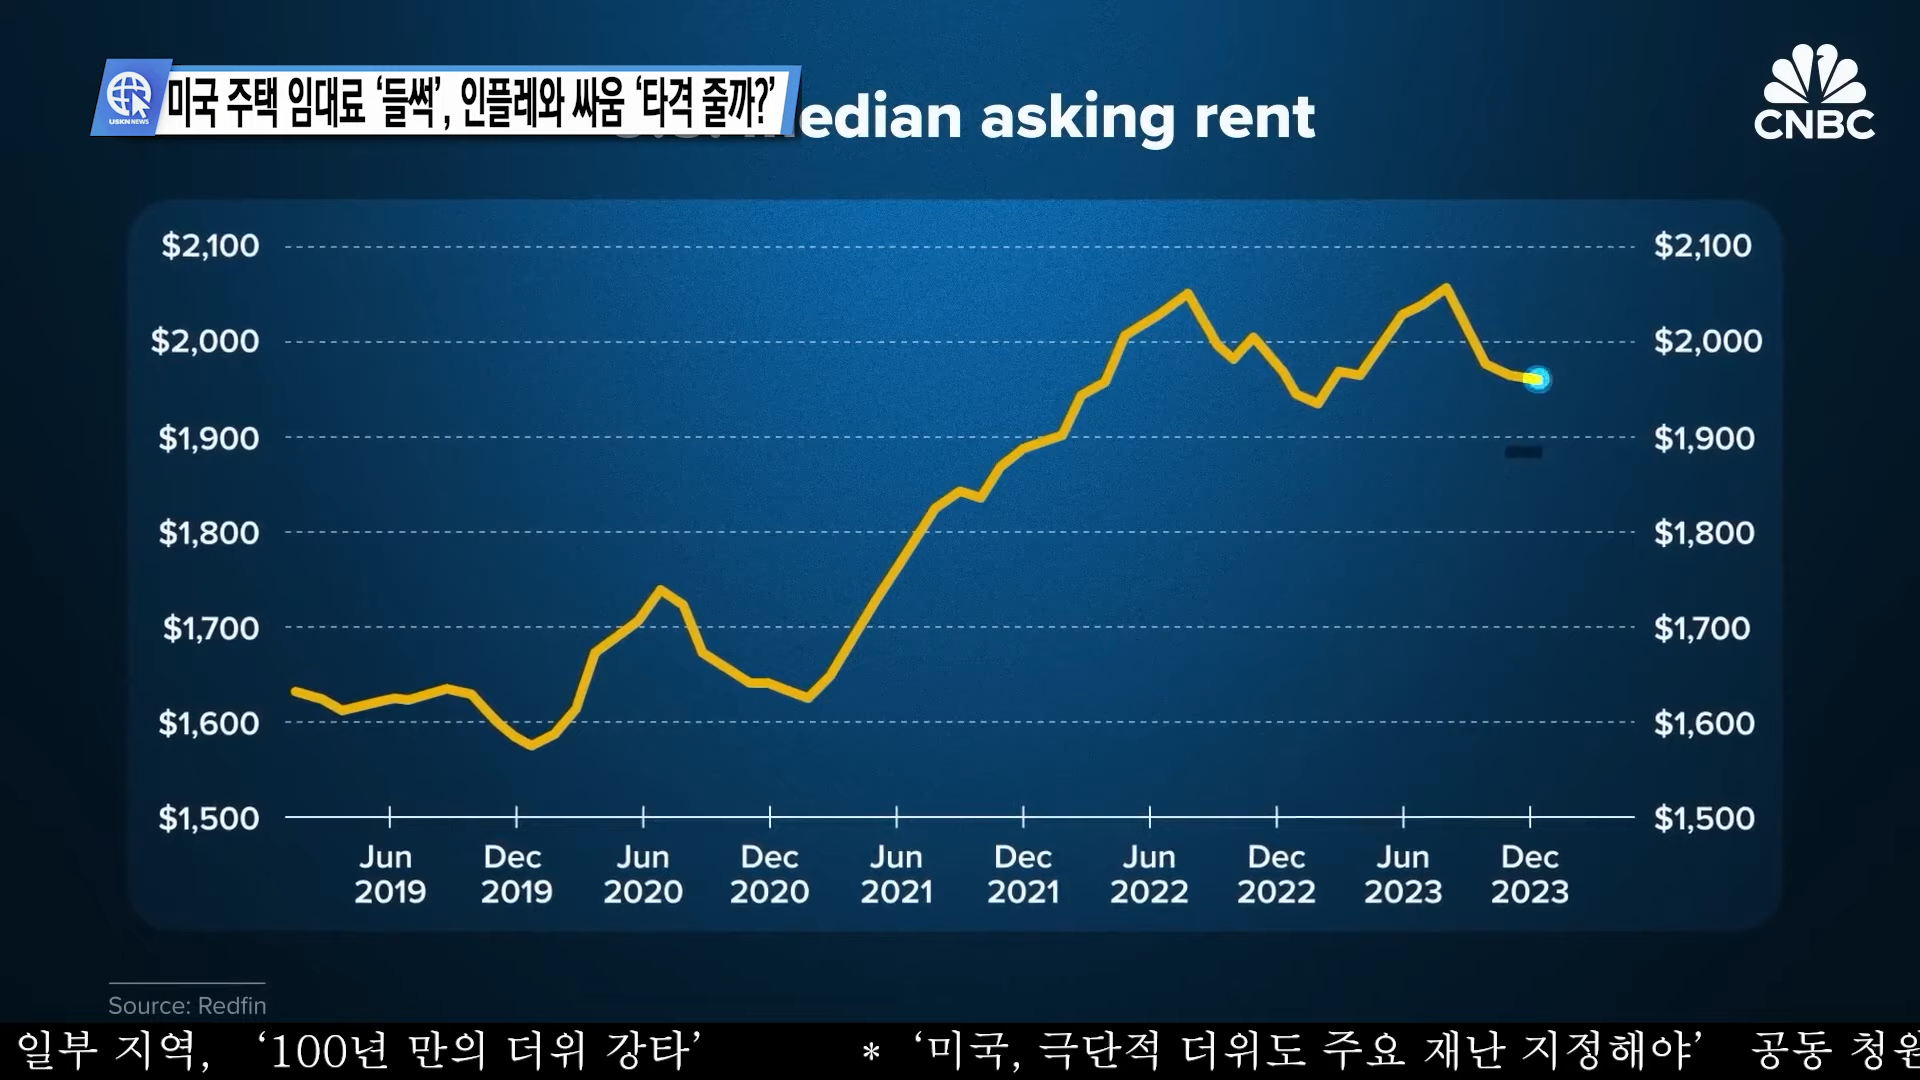 미국 주택 임대료 ‘들썩’, 인플레와 싸움 ‘타격 줄까?’
USKN NEWS
median asking rent
CNBC
$2,100 $2,100
$2,000 $2,000
$1,900 $1,900
$1,800 $1,800
$1,700 $1,700
$1,600 $1,600
$1,500 $1,500
Jun Dec Jun Dec Jun Dec Jun Dec Jun Dec
2019 2019 2020 2020 2021 2021 2022 2022 2023 2023
Source: Redfin
일부 지역, ‘100년 만의 더위 강타’ * ‘미국, 극단적 더위도 주요 재난 지정해야’ 공동 청원